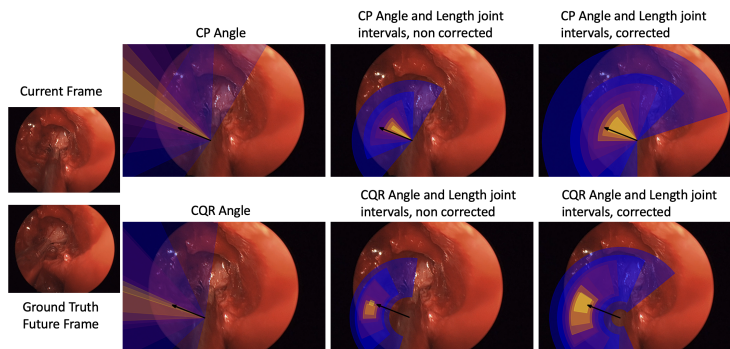 Current Frame
Ground Truth
Future Frame
CP Angle
CP Angle and Length joint
intervals, non corrected
CP Angle and Length joint
intervals, corrected
CQR Angle
CQR Angle and Length joint
intervals, non corrected
CQR Angle and Length joint
intervals, corrected